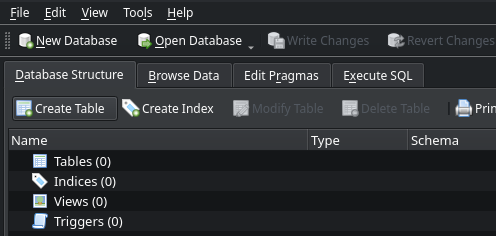 File Edit View Tools Help
New Database Open Database Write Changes Revert Changes
Database Structure Browse Data Edit Pragmas Execute SQL
Create Table Create Index Modify Table Delete Table Prin
Name Type Schema
Tables (0)
Indices (0)
Views (0)
Triggers (0)